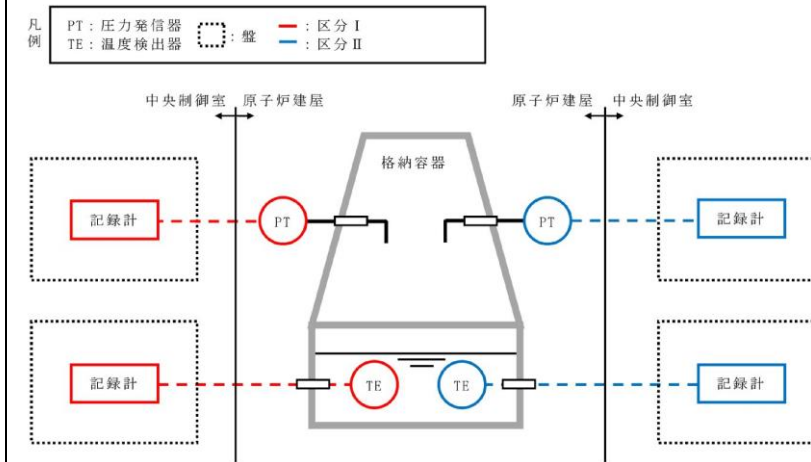 凡例
PT：圧力発信器 ：盤 ：区分Ⅰ
TE：温度検出器 ：区分Ⅱ
中央制御室 原子炉建屋 原子炉建屋 中央制御室
格納容器
記録計 PT PT 記録計
記録計 TE TE 記録計